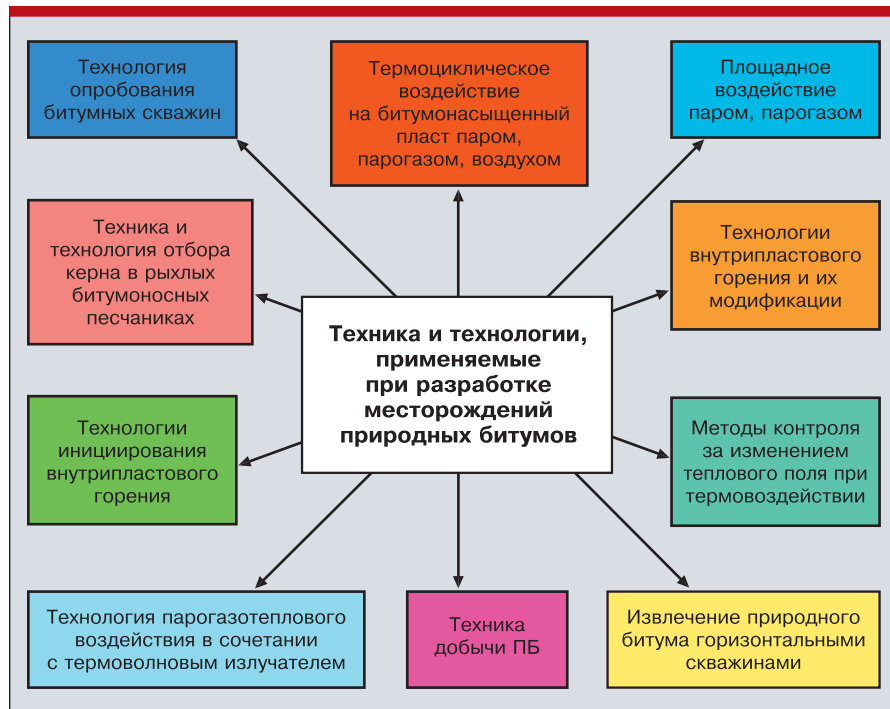 Технология
опробования
битумных скважин
Термоциклическое
воздействие
на битумонасыщенный
пласт паром,
парогазом, воздухом
Площадное
воздействие
паром, парогазом
Техника и
технология отбора
керна в рыхлых
битумоносных
песчаниках
Технологии
внутрипластового
горения и их
модификации
Техника и технологии,
применяемые
при разработке
месторождений
природных битумов
Технологии
инициирования
внутрипластового
горения
Методы контроля
за изменением
теплового поля при
термовоздействии
Технология парогазотеплового
воздействия в сочетании
с термоволновым излучателем
Техника
добычи ПБ
Извлечение природного
битума горизонтальными
скважинами